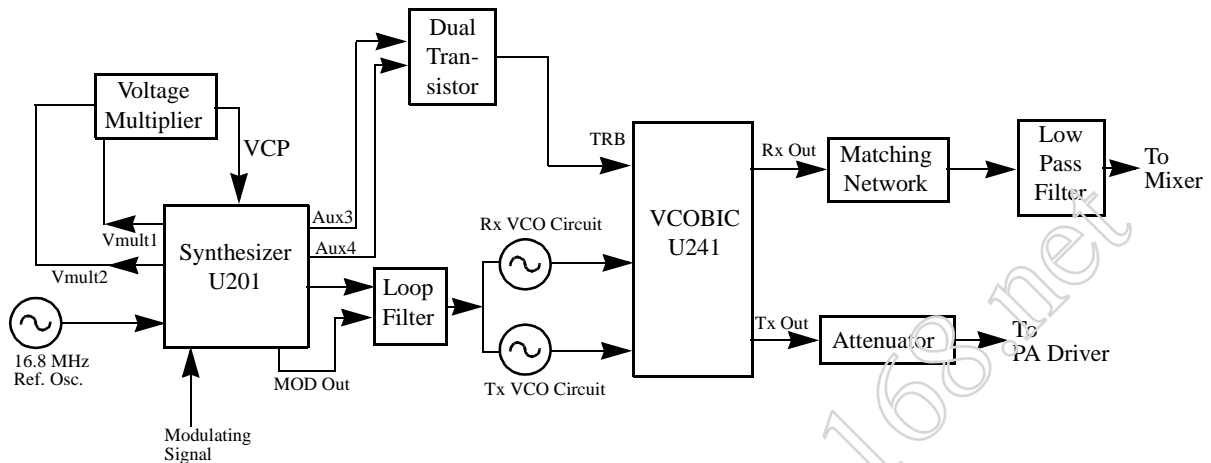 Dual
Tran-
sistor
Voltage
Multiplier
VCP
TRB
Rx Out
Matching
Network
Low
Pass
Filter
To
Mixer
Aux3
Vmult1
Rx VCO Circuit
VCOBIC
U241
Synthesizer
U201
Aux4
Vmult2
Loop
Filter
Tx Out
Attenuator
To
PA Driver
16.8 MHz
Ref. Osc.
MOD Out
Tx VCO Circuit
Modulating
Signal
168.net